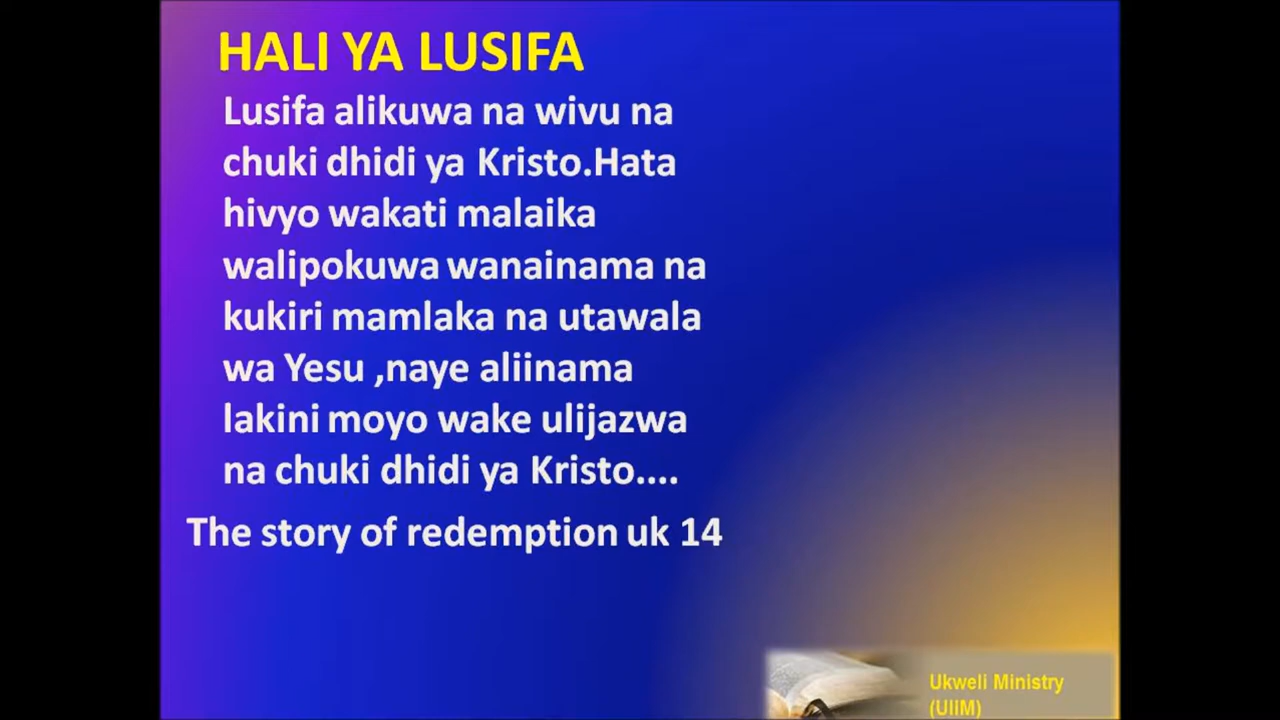 HALI YA LUSIFA
Lusifa alikuwa na wivu na
chuki dhidi ya Kristo.Hata
hivyo wakati malaika
walipokuwa wanainama na
kukiri mamlaka na utawala
wa Yesu ,naye aliinama
lakini moyo wake ulijazwa
na chuki dhidi ya Kristo....
The story of redemption uk 14
Ukweli Ministry
(UIIM)